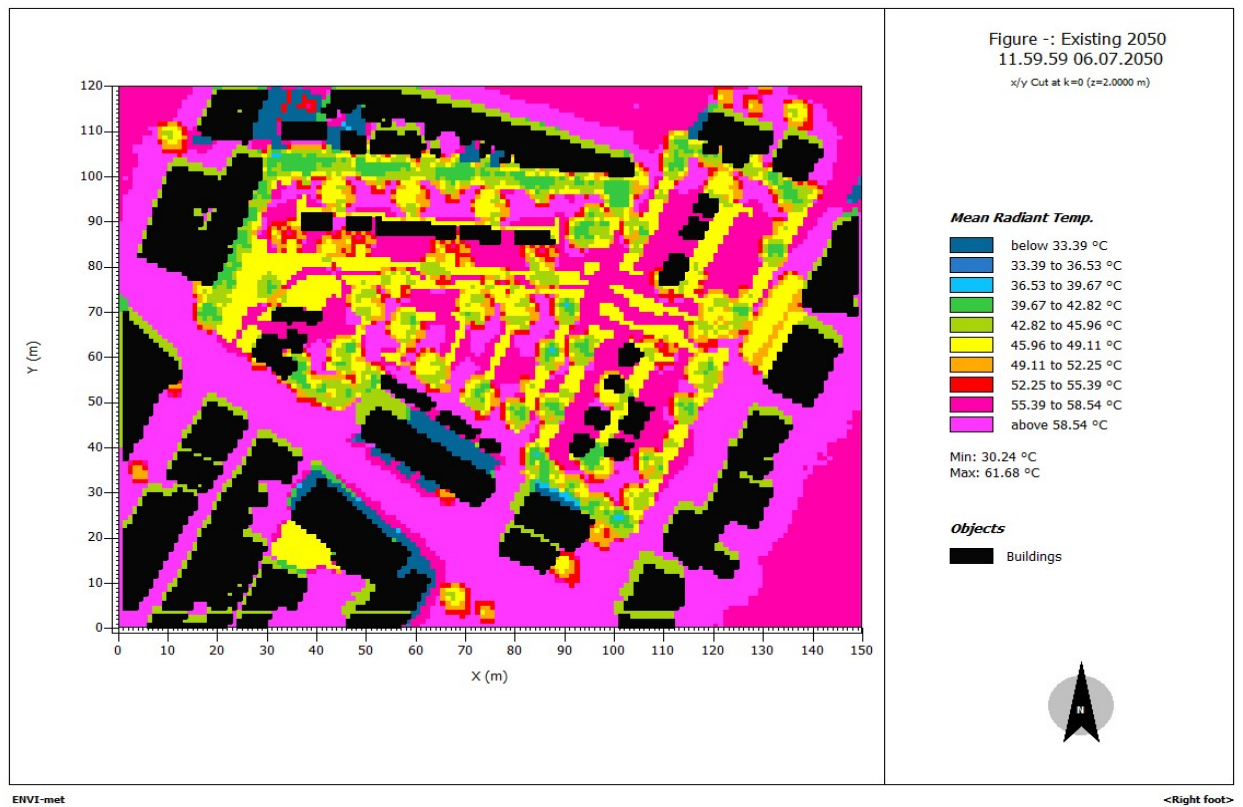 Figure -: Existing 2050
11.59.59 06.07.2050
x/y Cut at k=0 (z=2.0000 m)
120
110
100
90
80
70
60
50
40
30
20
10
0
Y (m)
0 10 20 30 40 50 60 70 80 90 100 110 120 130 140 150
X (m)
Mean Radiant Temp.
below 33.39 °C
33.39 to 36.53 °C
36.53 to 39.67 °C
39.67 to 42.82 °C
42.82 to 45.96 °C
45.96 to 49.11 °C
49.11 to 52.25 °C
52.25 to 55.39 °C
55.39 to 58.54 °C
above 58.54 °C
Min: 30.24 °C
Max: 61.68 °C
Objects
Buildings
N
ENVI-met
<Right foot>